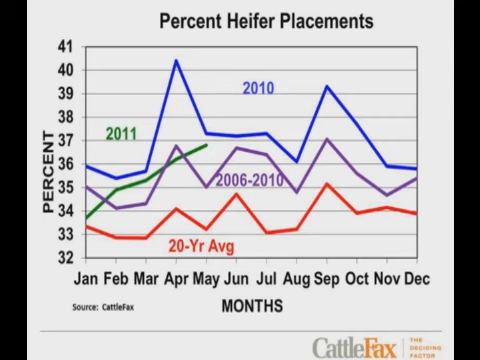 Percent Heifer Placements
41
40
39
38
37
36
35
34
33
32
PERCENT
2010
2011
2006-2010
20-Yr Avg
Jan Feb Mar Apr May Jun Jul Aug Sep Oct Nov Dec
Source: CattleFax
MONTHS
CattleFax
THE
DECIDING
FACTOR